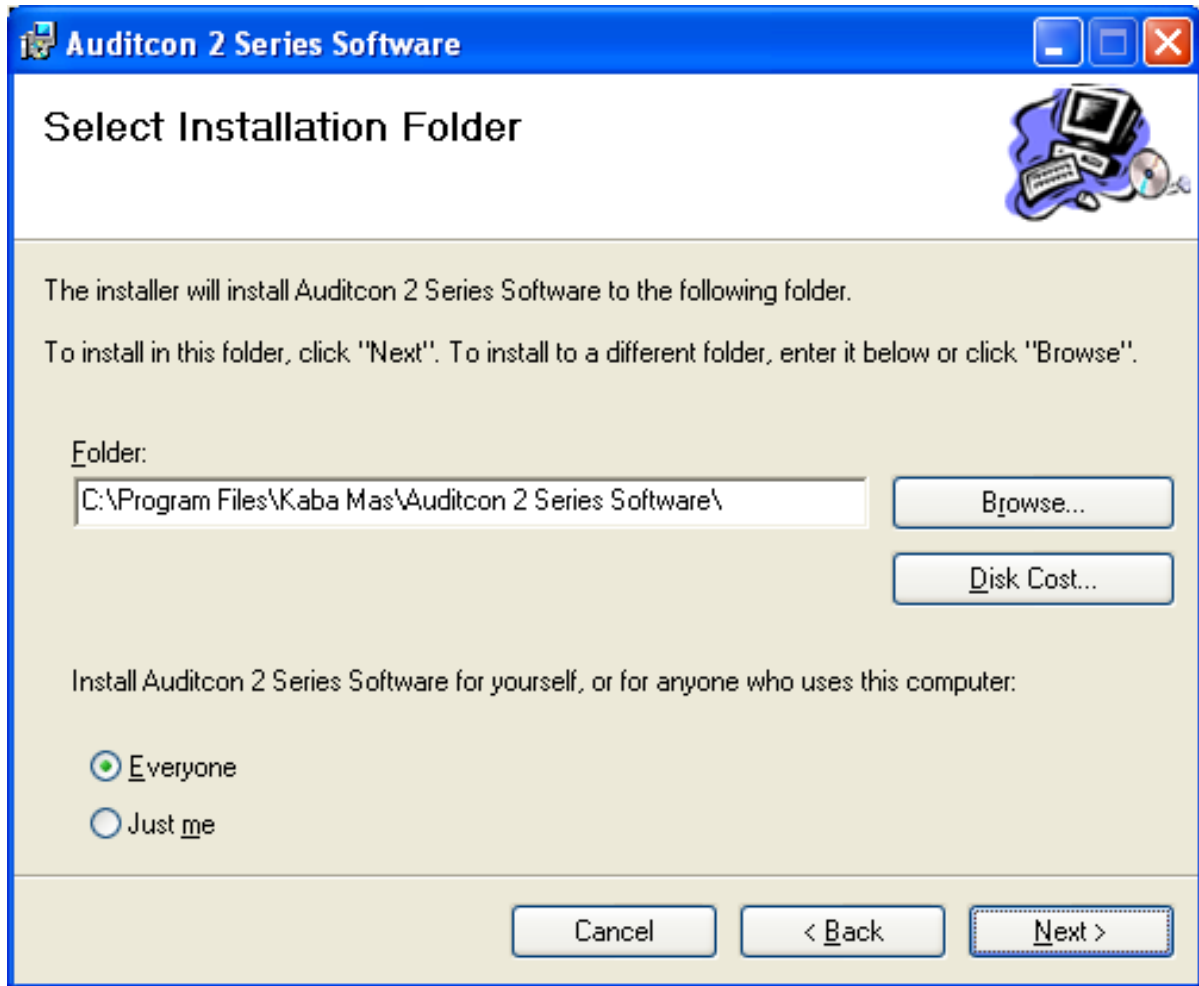 Auditcon 2 Series Software
Select Installation Folder
The installer will install Auditcon 2 Series Software to the following folder.
To install in this folder, click "Next". To install to a different folder, enter it below or click "Browse".
Folder:
C:\Program Files\Kaba Mas\Auditcon 2 Series Software\
Browse...
Disk Cost...
Install Auditcon 2 Series Software for yourself, or for anyone who uses this computer:
Everyone
Just me
Cancel
< Back
Next >